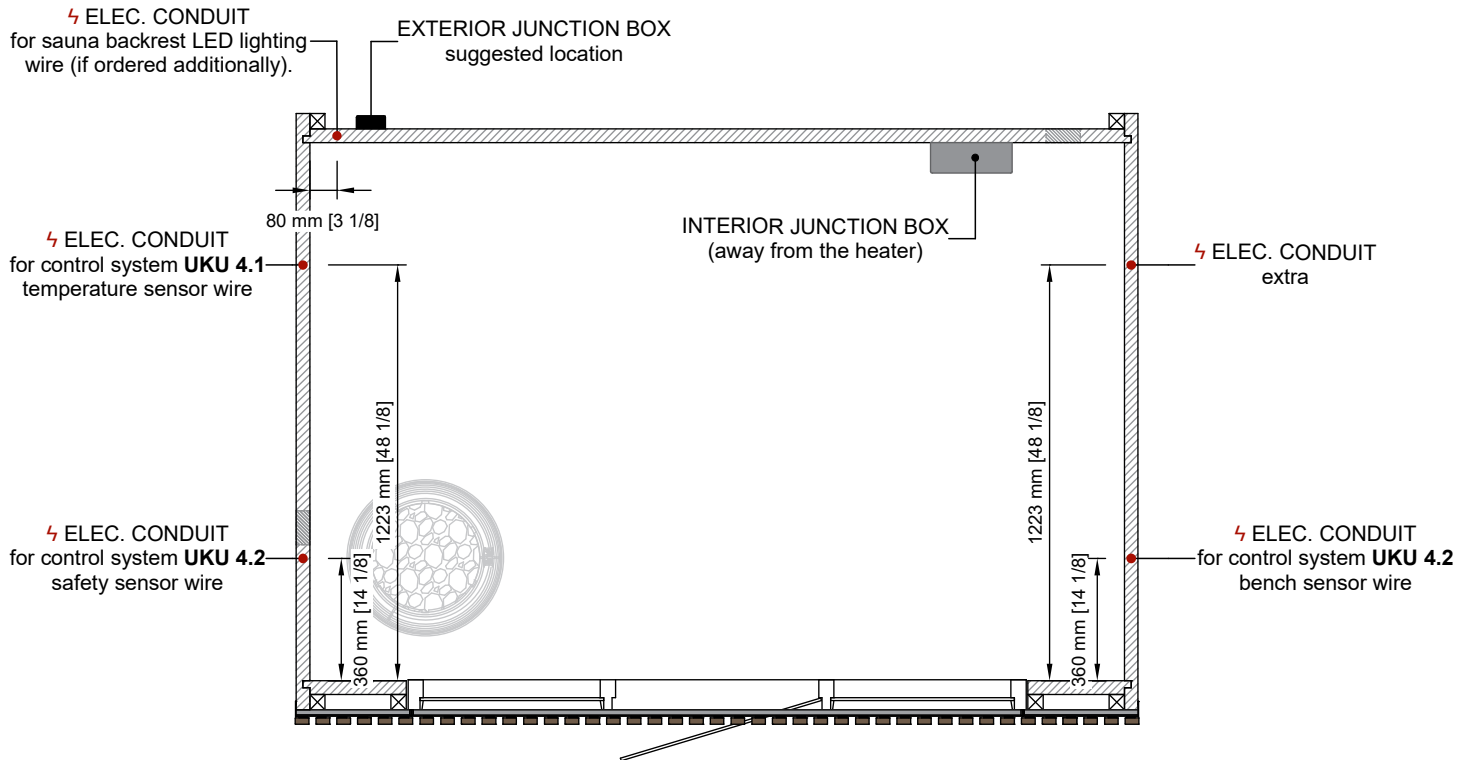 ϟ ELEC. CONDUIT
for sauna backrest LED lighting
wire (if ordered additionally).
EXTERIOR JUNCTION BOX
suggested location
80 mm [3 1/8]
ϟ ELEC. CONDUIT
for control system UKU 4.1
temperature sensor wire
INTERIOR JUNCTION BOX
(away from the heater)
ϟ ELEC. CONDUIT
extra
1223 mm [48 1/8]
1223 mm [48 1/8]
ϟ ELEC. CONDUIT
for control system UKU 4.2
safety sensor wire
360 mm [14 1/8]
360 mm [14 1/8]
ϟ ELEC. CONDUIT
for control system UKU 4.2
bench sensor wire